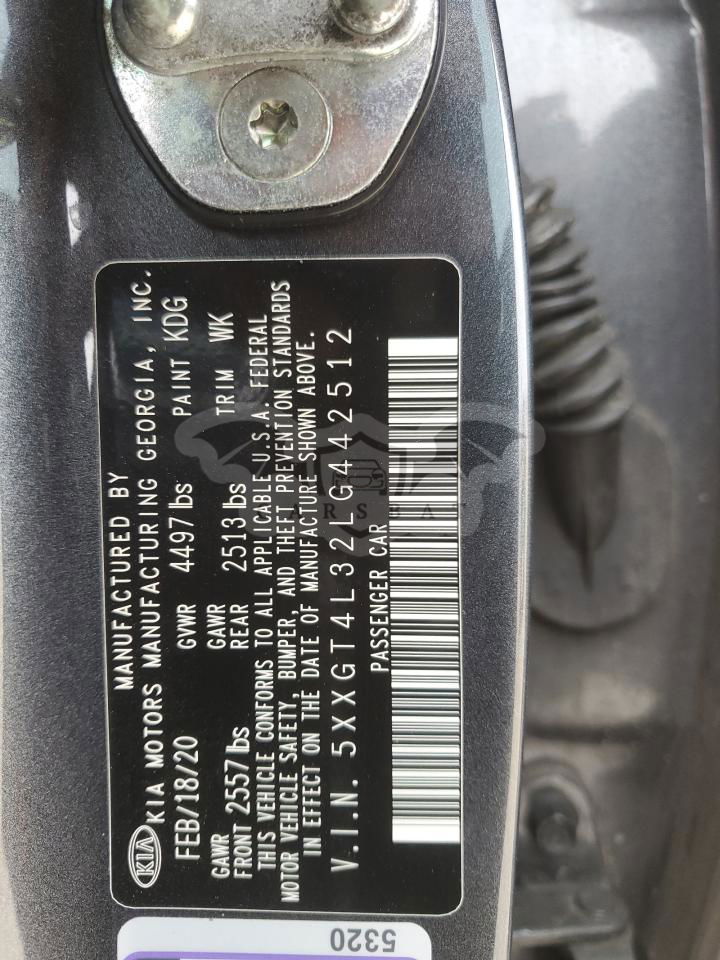 MANUFACTURED BY
KIA KIA MOTORS MANUFACTURING GEORGIA, INC.
FEB/18/20 GVWR 4497 lbs PAINT KDG
GAWR FRONT 2557 lbs GAWR REAR 2513 lbs TRIM WK
THIS VEHICLE CONFORMS TO ALL APPLICABLE U.S.A. FEDERAL
MOTOR VEHICLE SAFETY, BUMPER, AND THEFT PREVENTION STANDARDS
IN EFFECT ON THE DATE OF MANUFACTURE SHOWN ABOVE.
V.I.N. 5XXGT4L32LG442512
PASSENGER CAR
5320